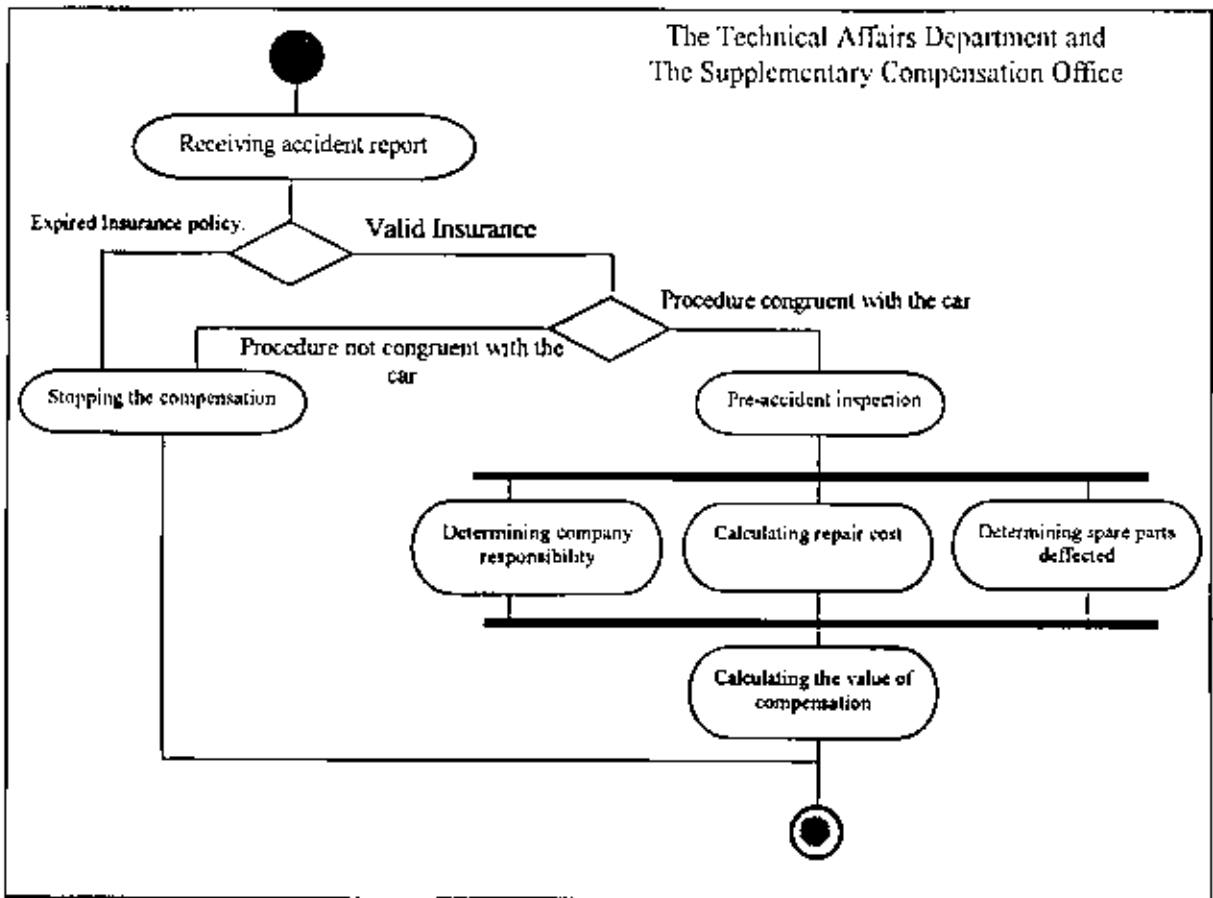 The Technical Affairs Department and
The Supplementary Compensation Office
Receiving accident report
Expired Insurance policy.
Valid Insurance
Procedure congruent with the car
Procedure not congruent with the
car
Stopping the compensation
Pre-accident inspection
Determining company
responsibility
Calculating repair cost
Determining spare parts
deffected
Calculating the value of
compensation